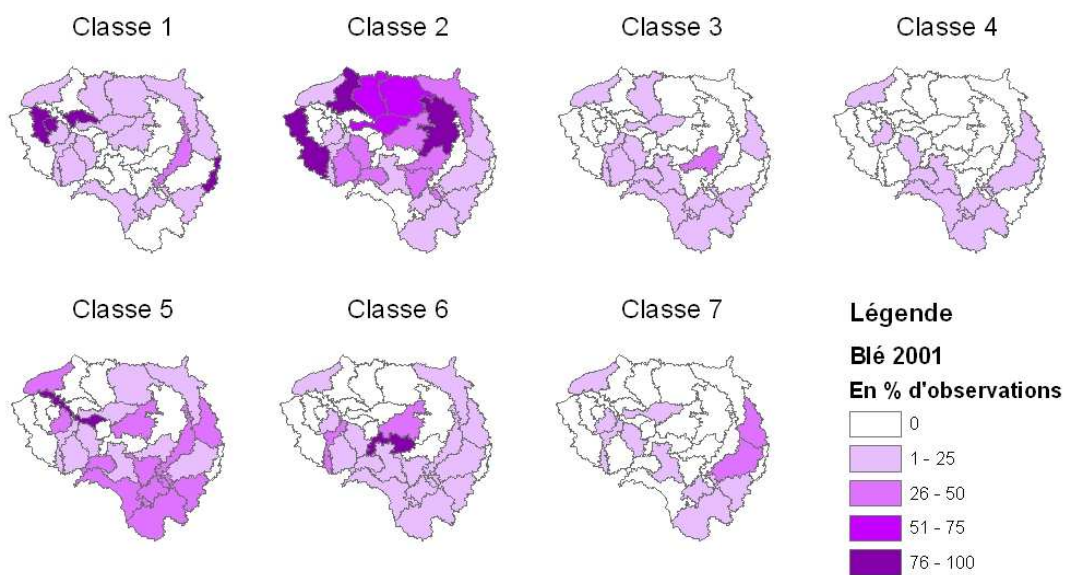 Classe 1
Classe 2
Classe 3
Classe 4
Classe 5
Classe 6
Classe 7
Légende
Blé 2001
En % d'observations
0
1 - 25
26 - 50
51 - 75
76 - 100